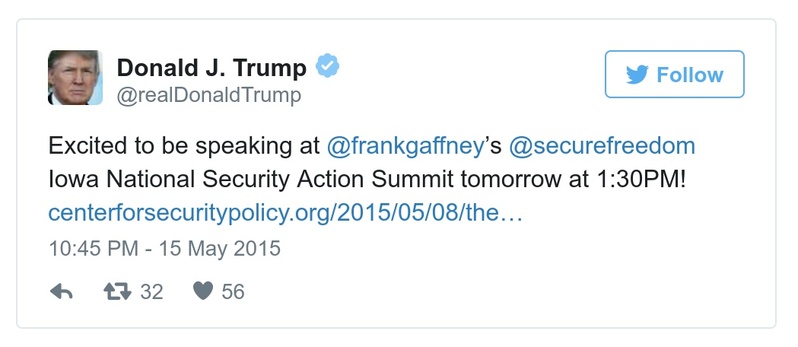 Donald J. Trump
@realDonaldTrump
Follow
Excited to be speaking at @frankgaffney’s @securefreedom
Iowa National Security Action Summit tomorrow at 1:30PM!
centerforsecuritypolicy.org/2015/05/08/the…
10:45 PM - 15 May 2015
32 56